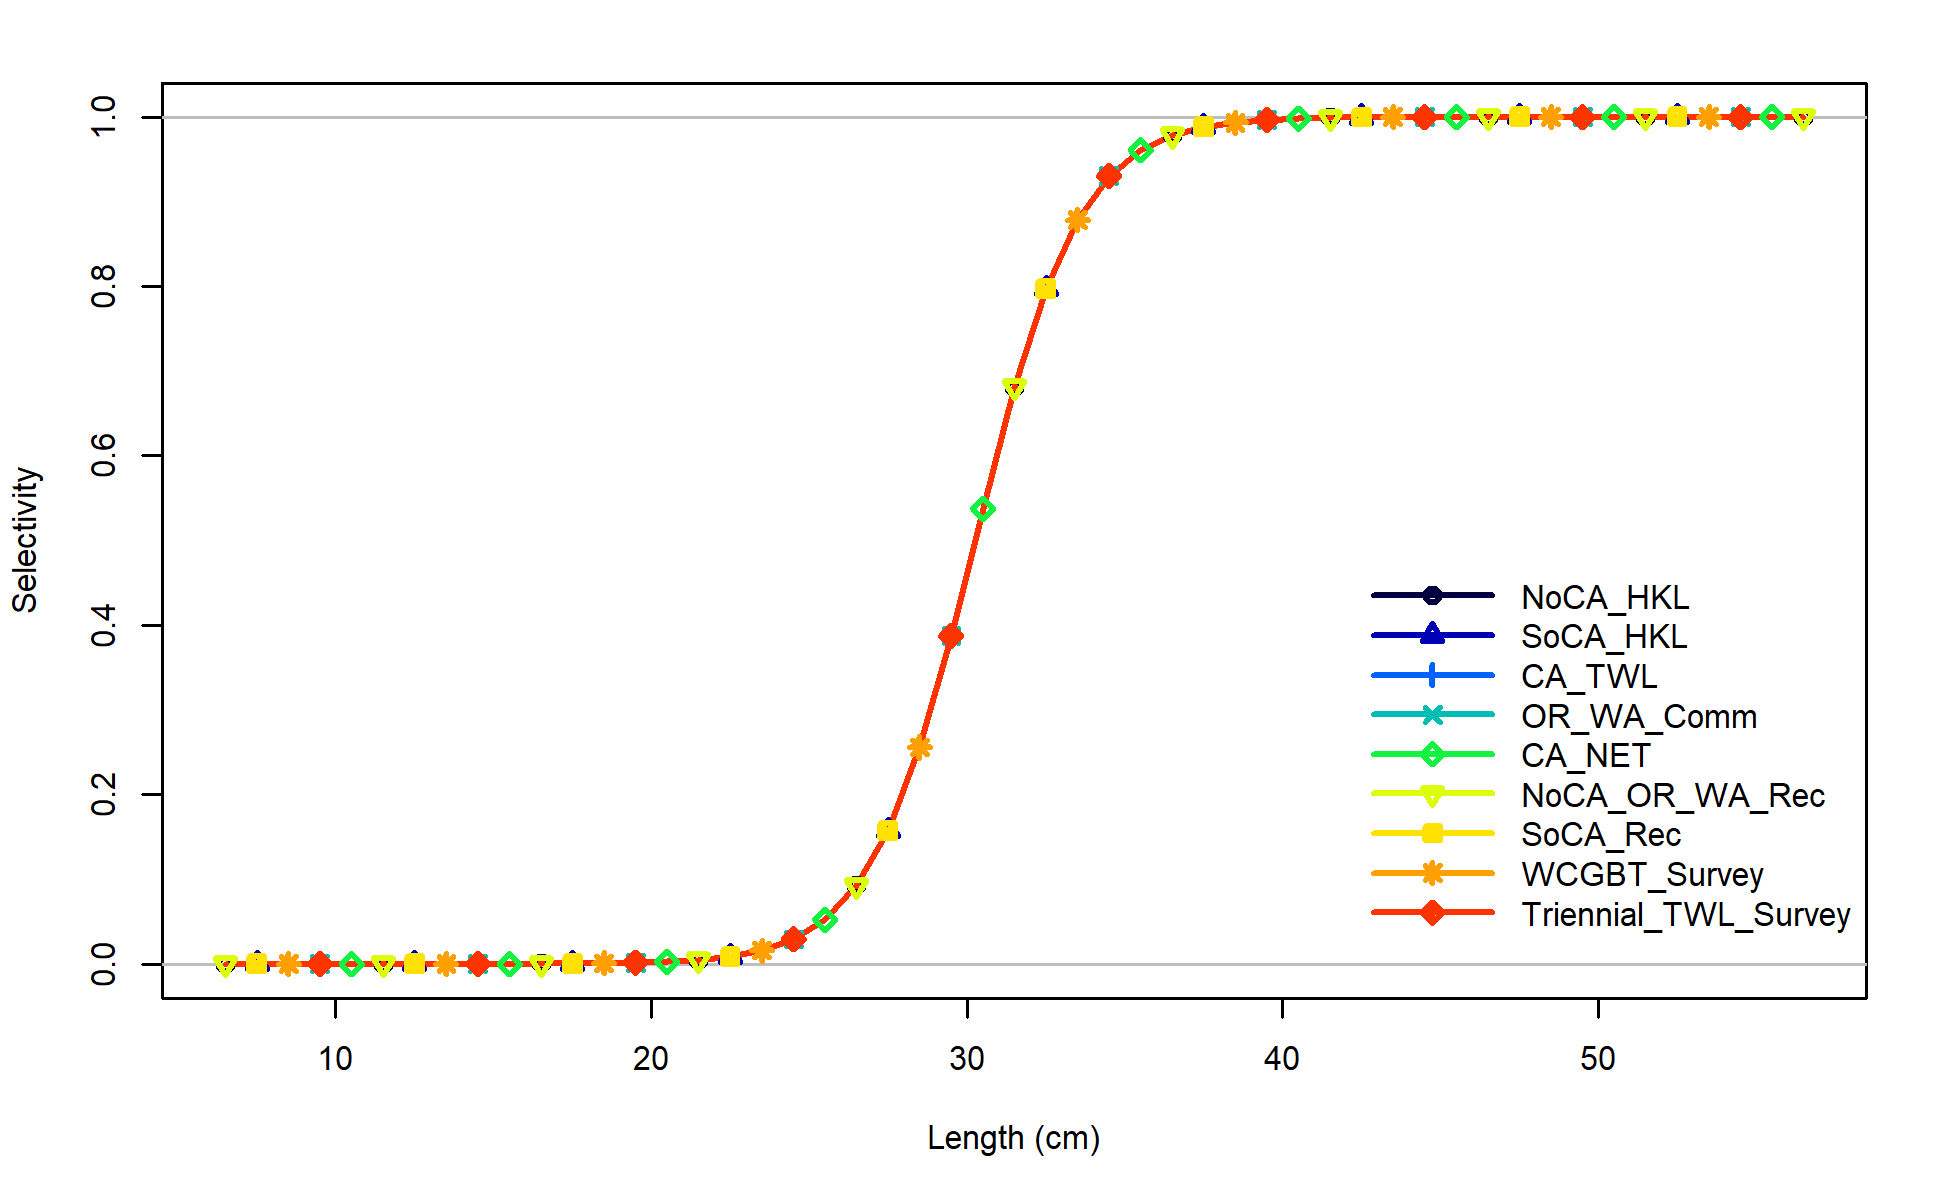 1.0
0.8
0.6
0.4
0.2
0.0
Selectivity
NoCA_HKL
SoCA_HKL
CA_TWL
OR_WA_Comm
CA_NET
NoCA_OR_WA_Rec
SoCA_Rec
WCGBT_Survey
Triennial_TWL_Survey
10 20 30 40 50
Length (cm)